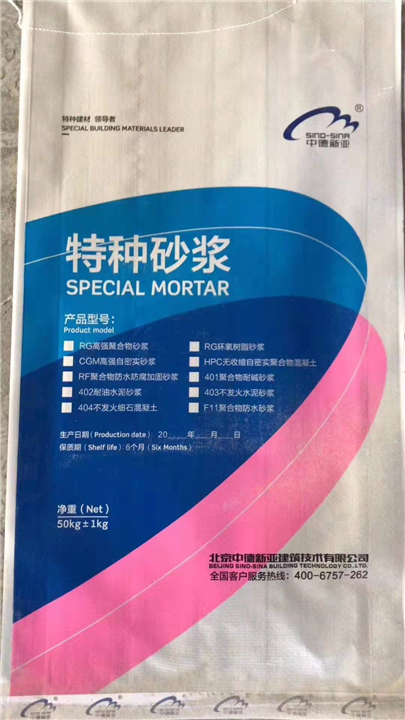 特种建材 领导者
SPECIAL BUILDING MATERIALS LEADER
®
SINO-SINA
中德新亚
特种砂浆
SPECIAL MORTAR
产品型号:
Product model
RG高强聚合物砂浆
RG环氧树脂砂浆
CGM高强自密实砂浆
HPC无收缩自密实聚合物混凝土
RF聚合物防水防腐加固砂浆
401聚合物耐碱砂浆
402耐油水泥砂浆
403不发火水泥砂浆
404不发火细石混凝土
F11聚合物防水砂浆
生产日期(Production date) 20__年__月__日
保质期(Shelf life):6个月(Six Months)
净重(Net)
50kg±1kg
北京中德新亚建筑技术有限公司
BEIJING SINO-SINA BUILDING TECHNOLOGY CO.,LTD.
全国客户服务热线:400-6757-262